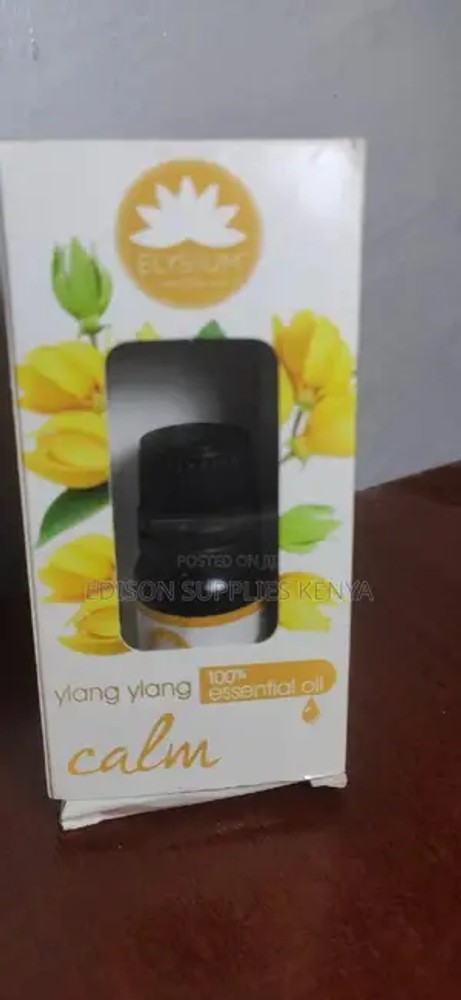 ELYSIUM
POSTED ON JIJI
EDISON SUPPLIES KENYA
ylang ylang
100%
essential oil
calm